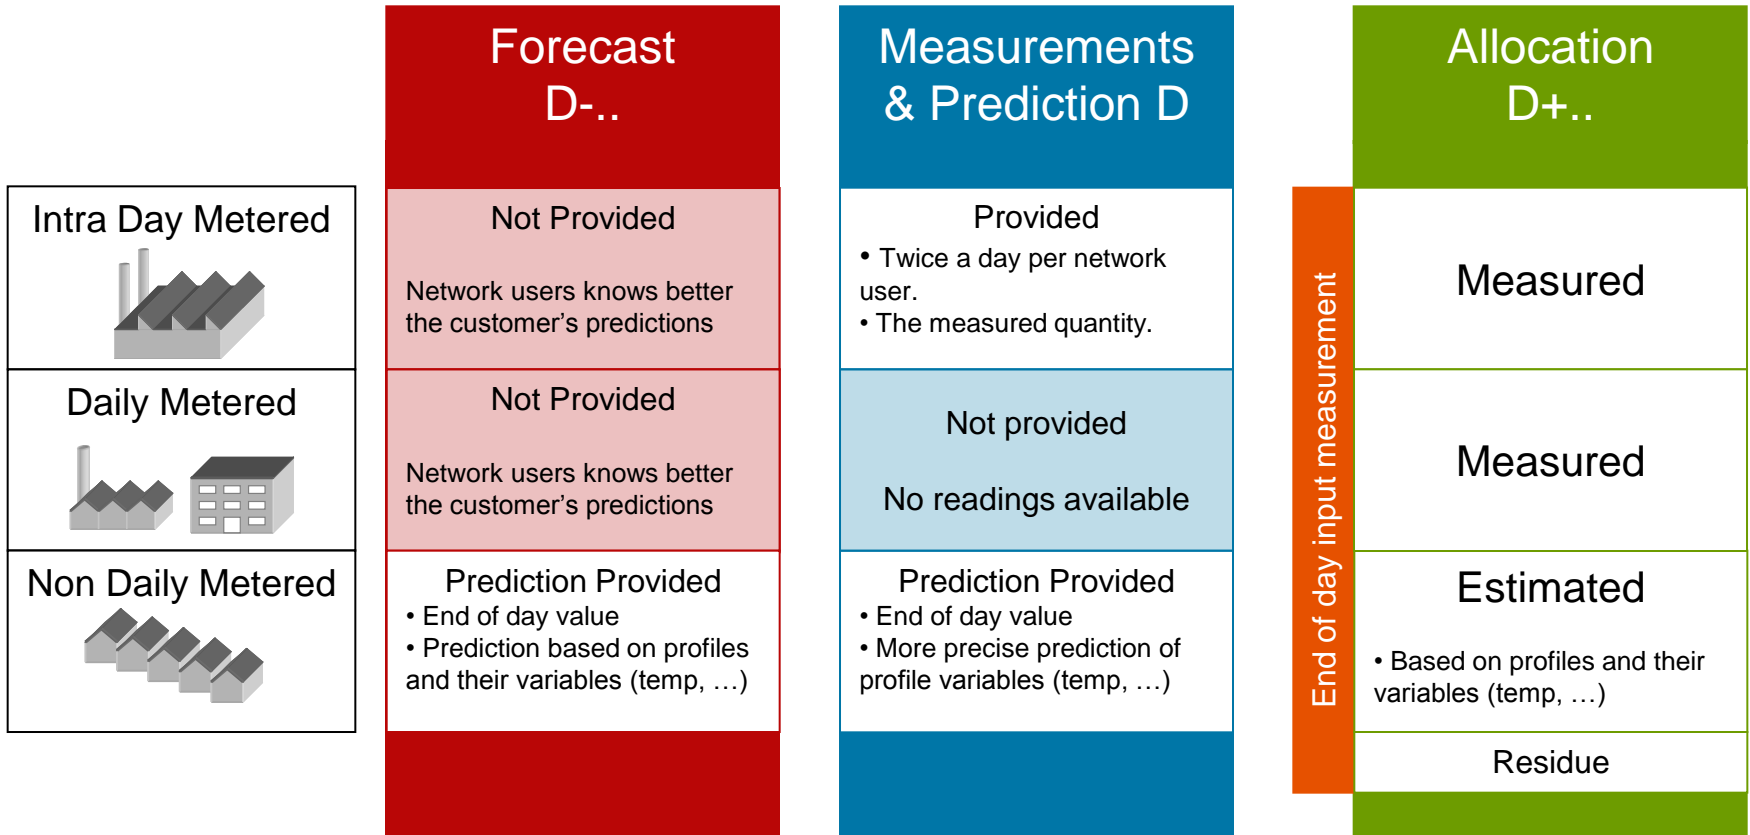 Forecast
D-..
Measurements
& Prediction D
Allocation
D+..
Intra Day Metered
Not Provided
Network users knows better
the customer’s predictions
Provided
• Twice a day per network
user.
• The measured quantity.
Measured
Daily Metered
Not Provided
Network users knows better
the customer’s predictions
Not provided
No readings available
Measured
Non Daily Metered
Prediction Provided
• End of day value
• Prediction based on profiles
and their variables (temp, …)
Prediction Provided
• End of day value
• More precise prediction of
profile variables (temp, …)
Estimated
• Based on profiles and their
variables (temp, …)
Residue
End of day input measurement